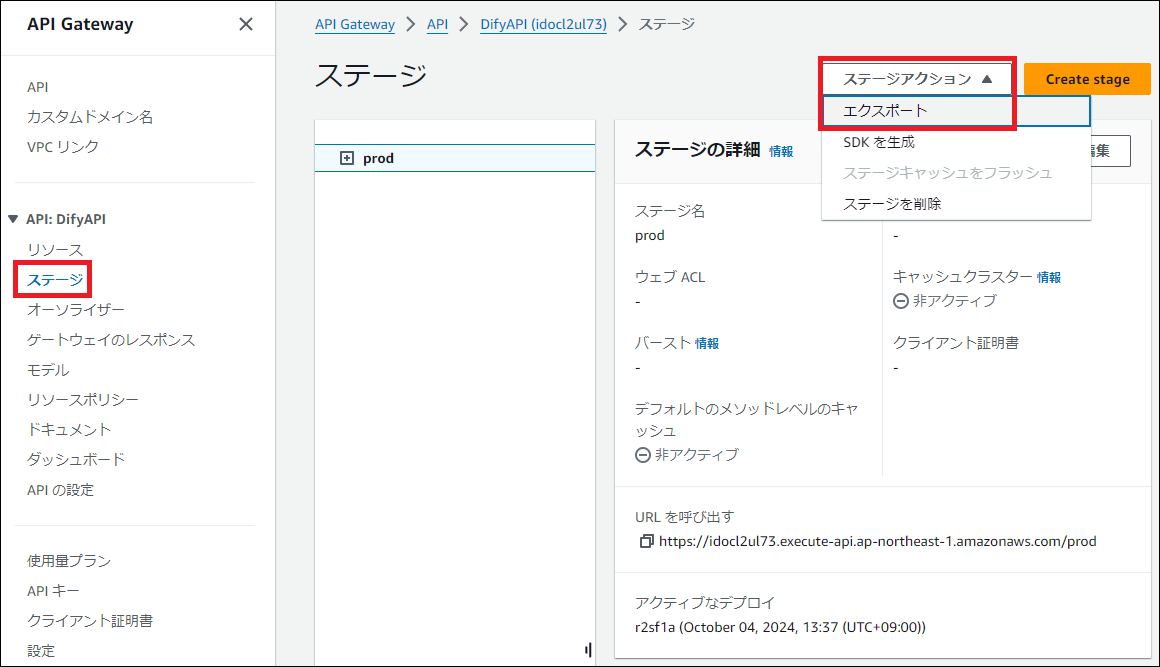 API Gateway
API
カスタムドメイン名
VPC リンク
API: DifyAPI
リソース
ステージ
オーソライザー
ゲートウェイのレスポンス
モデル
リソースポリシー
ドキュメント
ダッシュボード
API の設定
使用量プラン
API キー
クライアント証明書
設定
API Gateway > API > DifyAPI (idocl2ul73) > ステージ
ステージ
ステージアクション
Create stage
エクスポート
SDK を生成
ステージキャッシュをフラッシュ
ステージを削除
prod
ステージの詳細 情報
集
ステージ名
prod
-
ウェブ ACL
-
キャッシュクラスター 情報
非アクティブ
バースト 情報
-
クライアント証明書
-
デフォルトのメソッドレベルのキャ
ッシュ
非アクティブ
URL を呼び出す
https://idocl2ul73.execute-api.ap-northeast-1.amazonaws.com/prod
アクティブなデプロイ
r2sf1a (October 04, 2024, 13:37 (UTC+09:00))